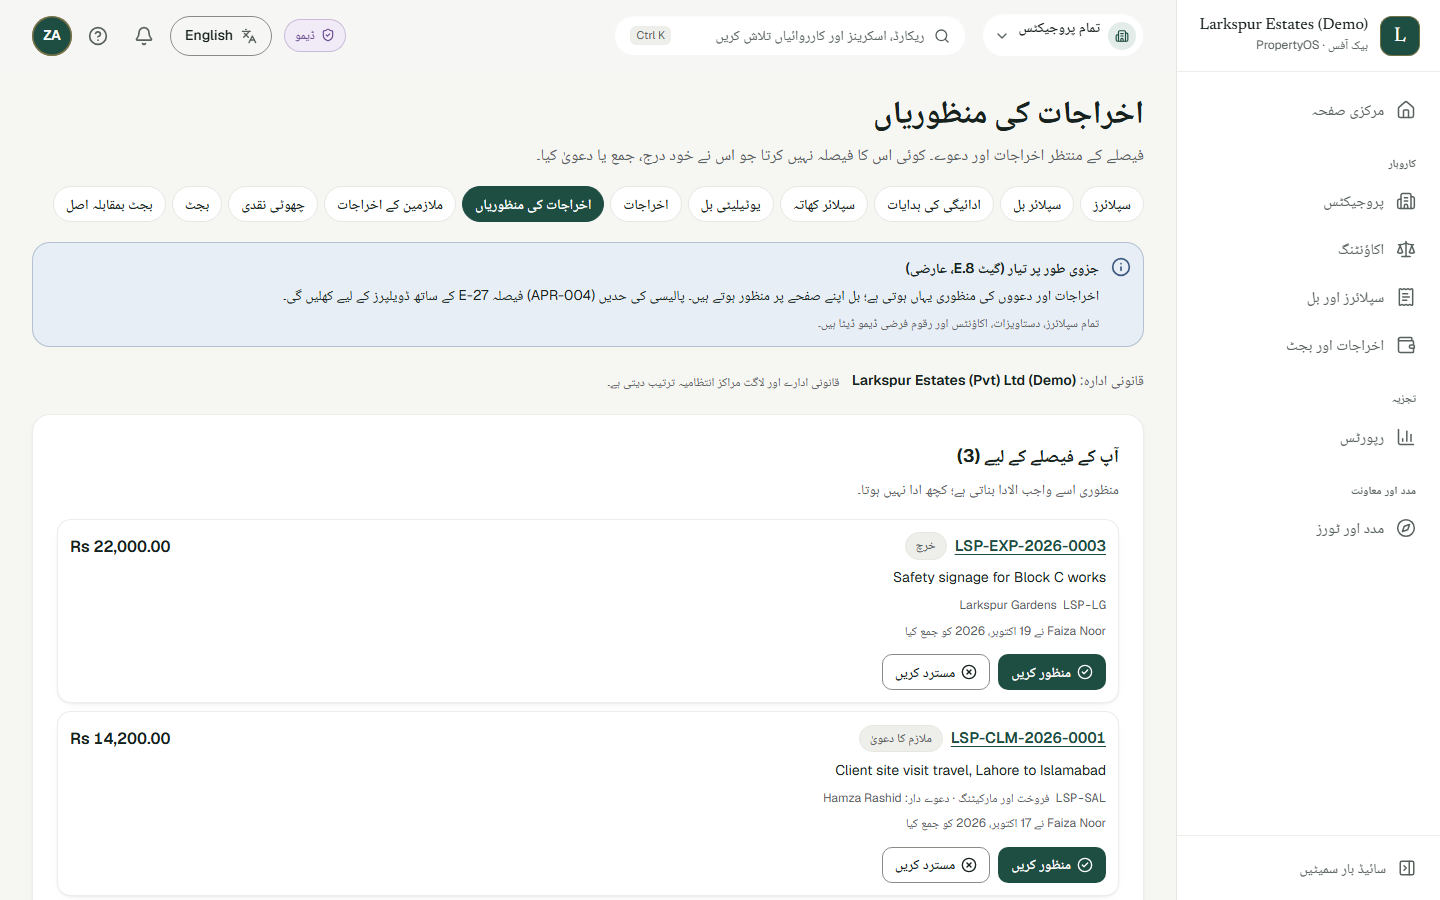 Larkspur Estates (Demo)
بیک آفس · PropertyOS
مرکزی صفحہ
کاروبار
پروجیکٹس
اکاؤنٹنگ
سپلائرز اور بل
اخراجات اور بجٹ
تجزیہ
رپورٹس
مدد اور معاونت
مدد اور ٹورز
سائیڈ بار سمیٹیں
تمام پروجیکٹس
ریکارڈ، اسکرینز اور کارروائیاں تلاش کریں
Ctrl K
ڈیمو
English
ZA
اخراجات کی منظوریاں
فیصلے کے منتظر اخراجات اور دعوے۔ کوئی اس کا فیصلہ نہیں کرتا جو اس نے خود درج، جمع یا دعویٰ کیا۔
سپلائرز
سپلائر بل
ادائیگی کی ہدایات
سپلائر کھاتہ
یوٹیلیٹی بل
اخراجات
اخراجات کی منظوریاں
ملازمین کے اخراجات
چھوٹی نقدی
بجٹ
بجٹ بمقابلہ اصل
جزوی طور پر تیار (گیٹ E.8، عارضی)
اخراجات اور دعووں کی منظوری یہاں ہوتی ہے؛ بل اپنے صفحے پر منظور ہوتے ہیں۔ پالیسی کی حدیں (APR-004) فیصلہ E-27 کے ساتھ ڈویلپرز کے لیے کھلیں گی۔
تمام سپلائرز، دستاویزات، اکاؤنٹس اور رقوم فرضی ڈیمو ڈیٹا ہیں۔
قانونی ادارہ: Larkspur Estates (Pvt) Ltd (Demo) قانونی ادارے اور لاگت مراکز انتظامیہ ترتیب دیتی ہے۔
آپ کے فیصلے کے لیے (3)
منظوری اسے واجب الادا بناتی ہے؛ کچھ ادا نہیں ہوتا۔
LSP-EXP-2026-0003 خرچ Rs 22,000.00
Safety signage for Block C works
Larkspur Gardens LSP-LG
Faiza Noor نے 19 اکتوبر، 2026 کو جمع کیا
منظور کریں
مسترد کریں
LSP-CLM-2026-0001 ملازم کا دعویٰ Rs 14,200.00
Client site visit travel, Lahore to Islamabad
LSP-SAL فروخت اور مارکیٹنگ · دعوے دار: Hamza Rashid
Faiza Noor نے 17 اکتوبر، 2026 کو جمع کیا
منظور کریں
مسترد کریں
L